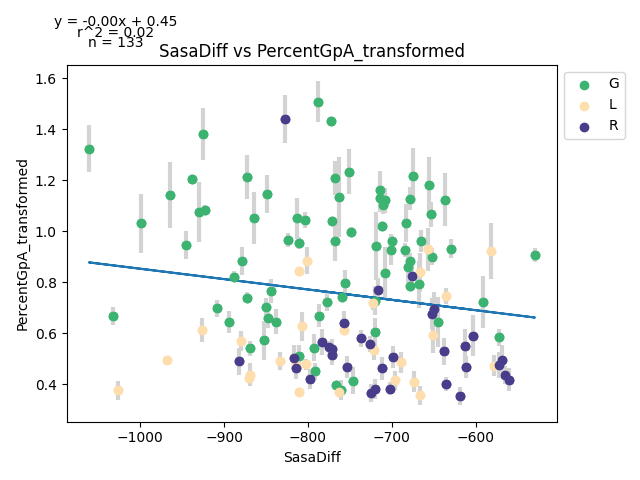 y = -0.00x + 0.45
r^2 = 0.02
n = 133
SasaDiff vs PercentGpA_transformed
G
L
R
PercentGpA_transformed
1.6
1.4
1.2
1.0
0.8
0.6
0.4
−1000
−900
−800
−700
−600
SasaDiff